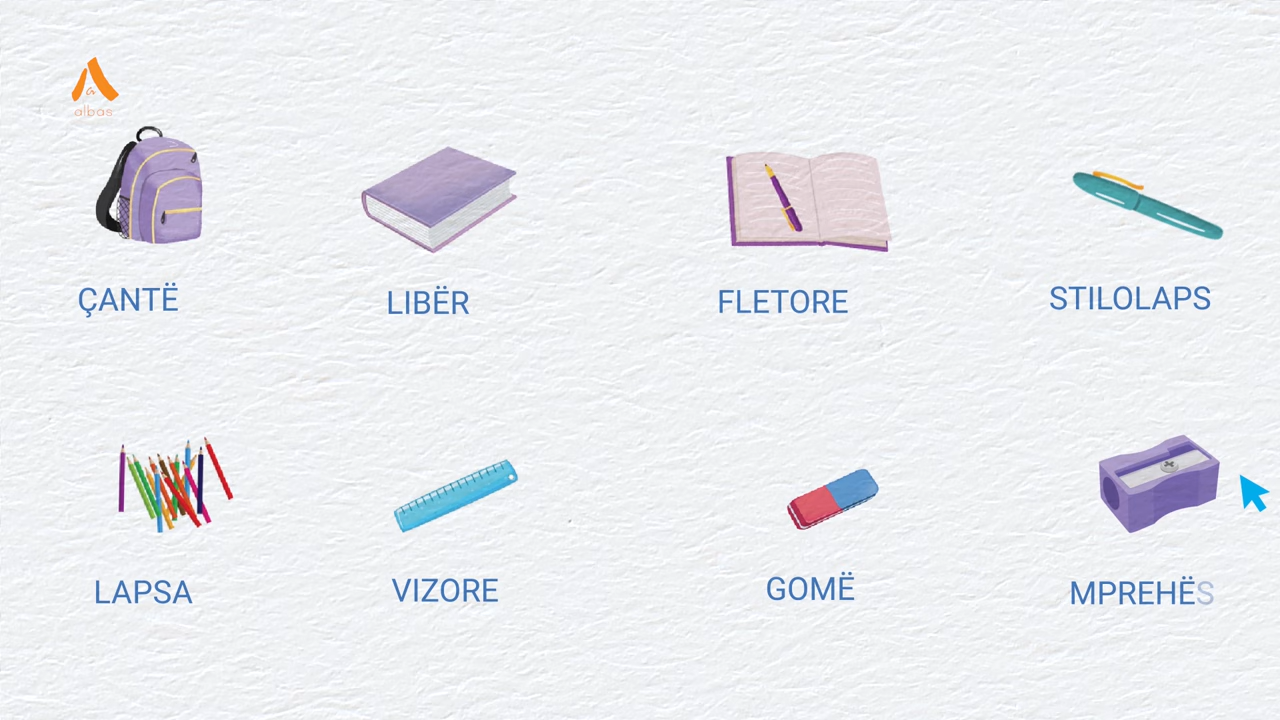 a
albas
ÇANTË
LIBËR
FLETORE
STILOLAPS
LAPSA
VIZORE
GOMË
MPREHËS